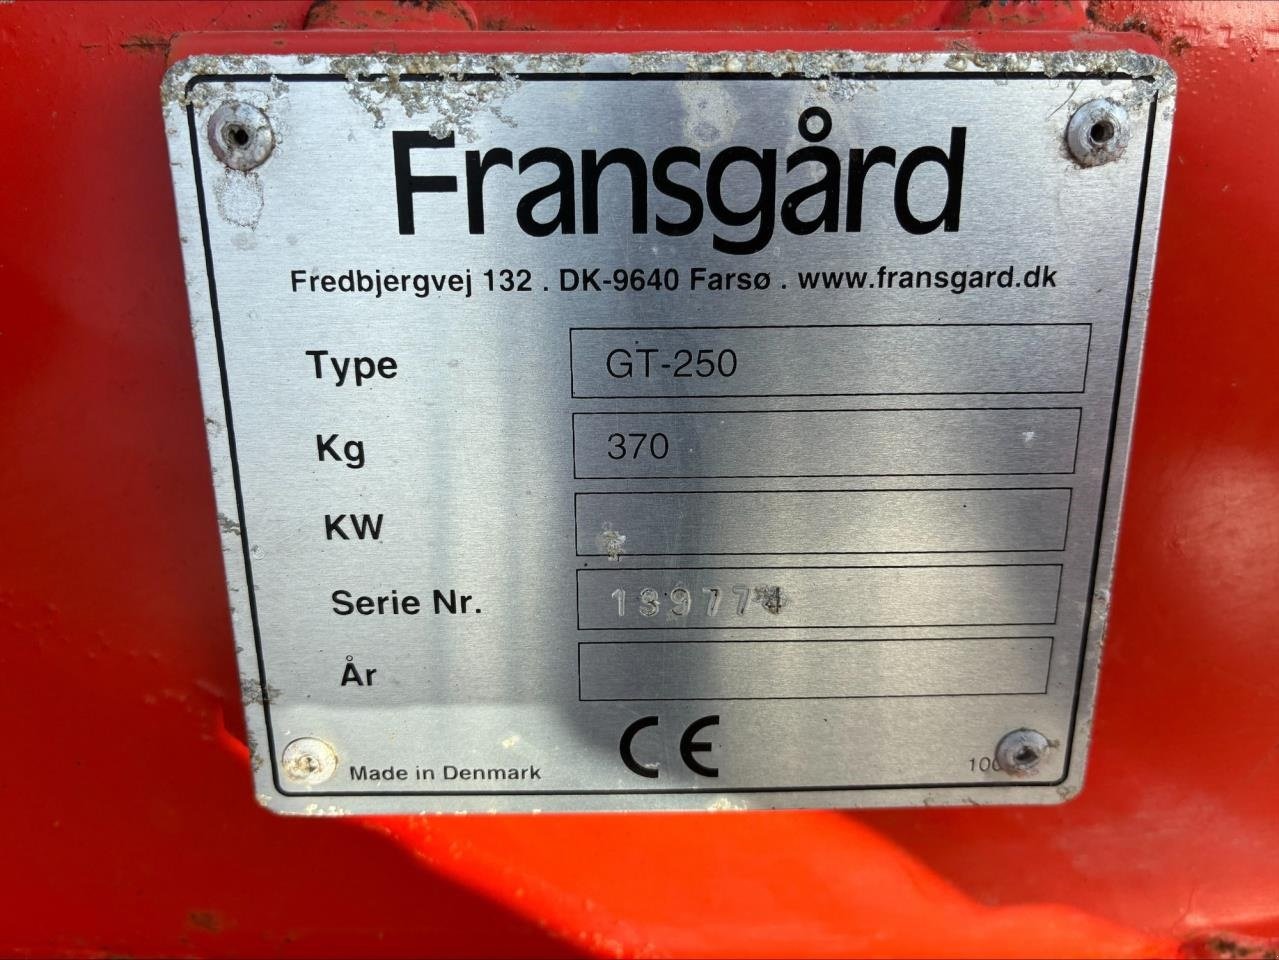 Fransgård
Fredbjergvej 132 . DK-9640 Farsø . www.fransgard.dk
Type GT-250
Kg 370
KW
Serie Nr.
År
CE
Made in Denmark